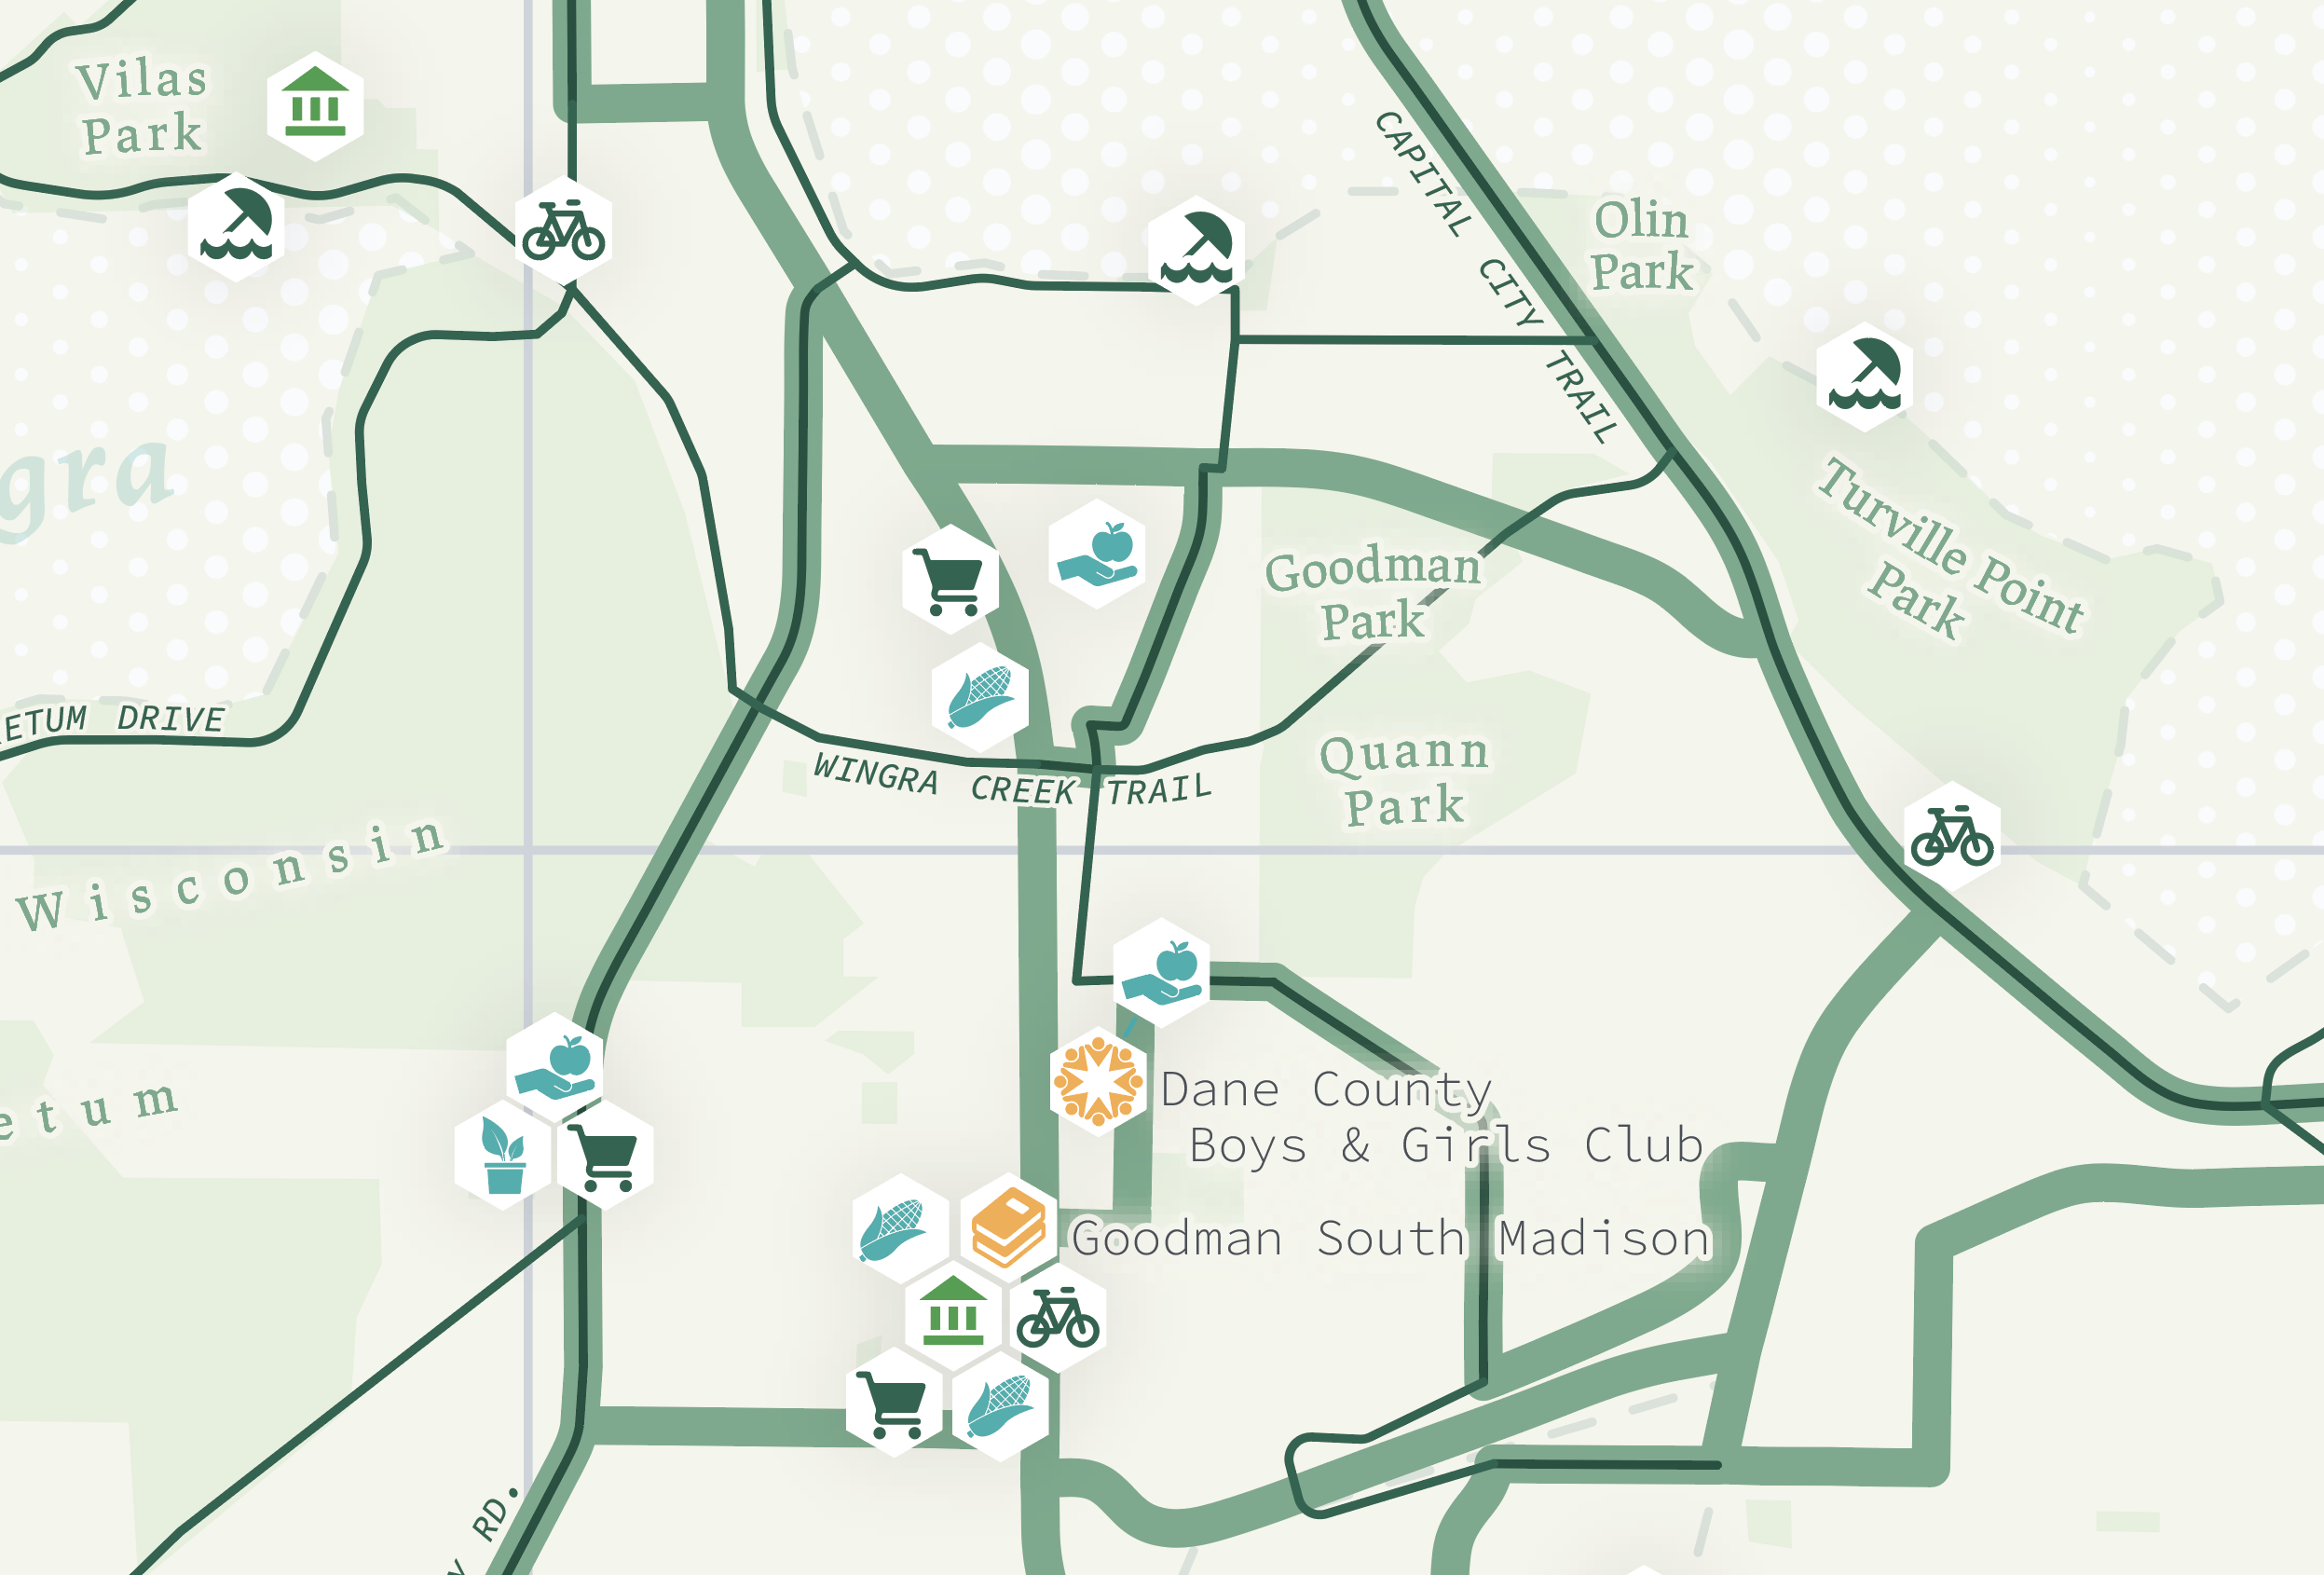 Vilas
Park
CAPITAL CITY TRAIL
Olin
Park
gra
Turville Point
Park
Goodman
Park
ETUM DRIVE
Quann
Park
WINGRA CREEK TRAIL
Wisconsin
etum
Dane County
Boys & Girls Club
Goodman South Madison
RD.